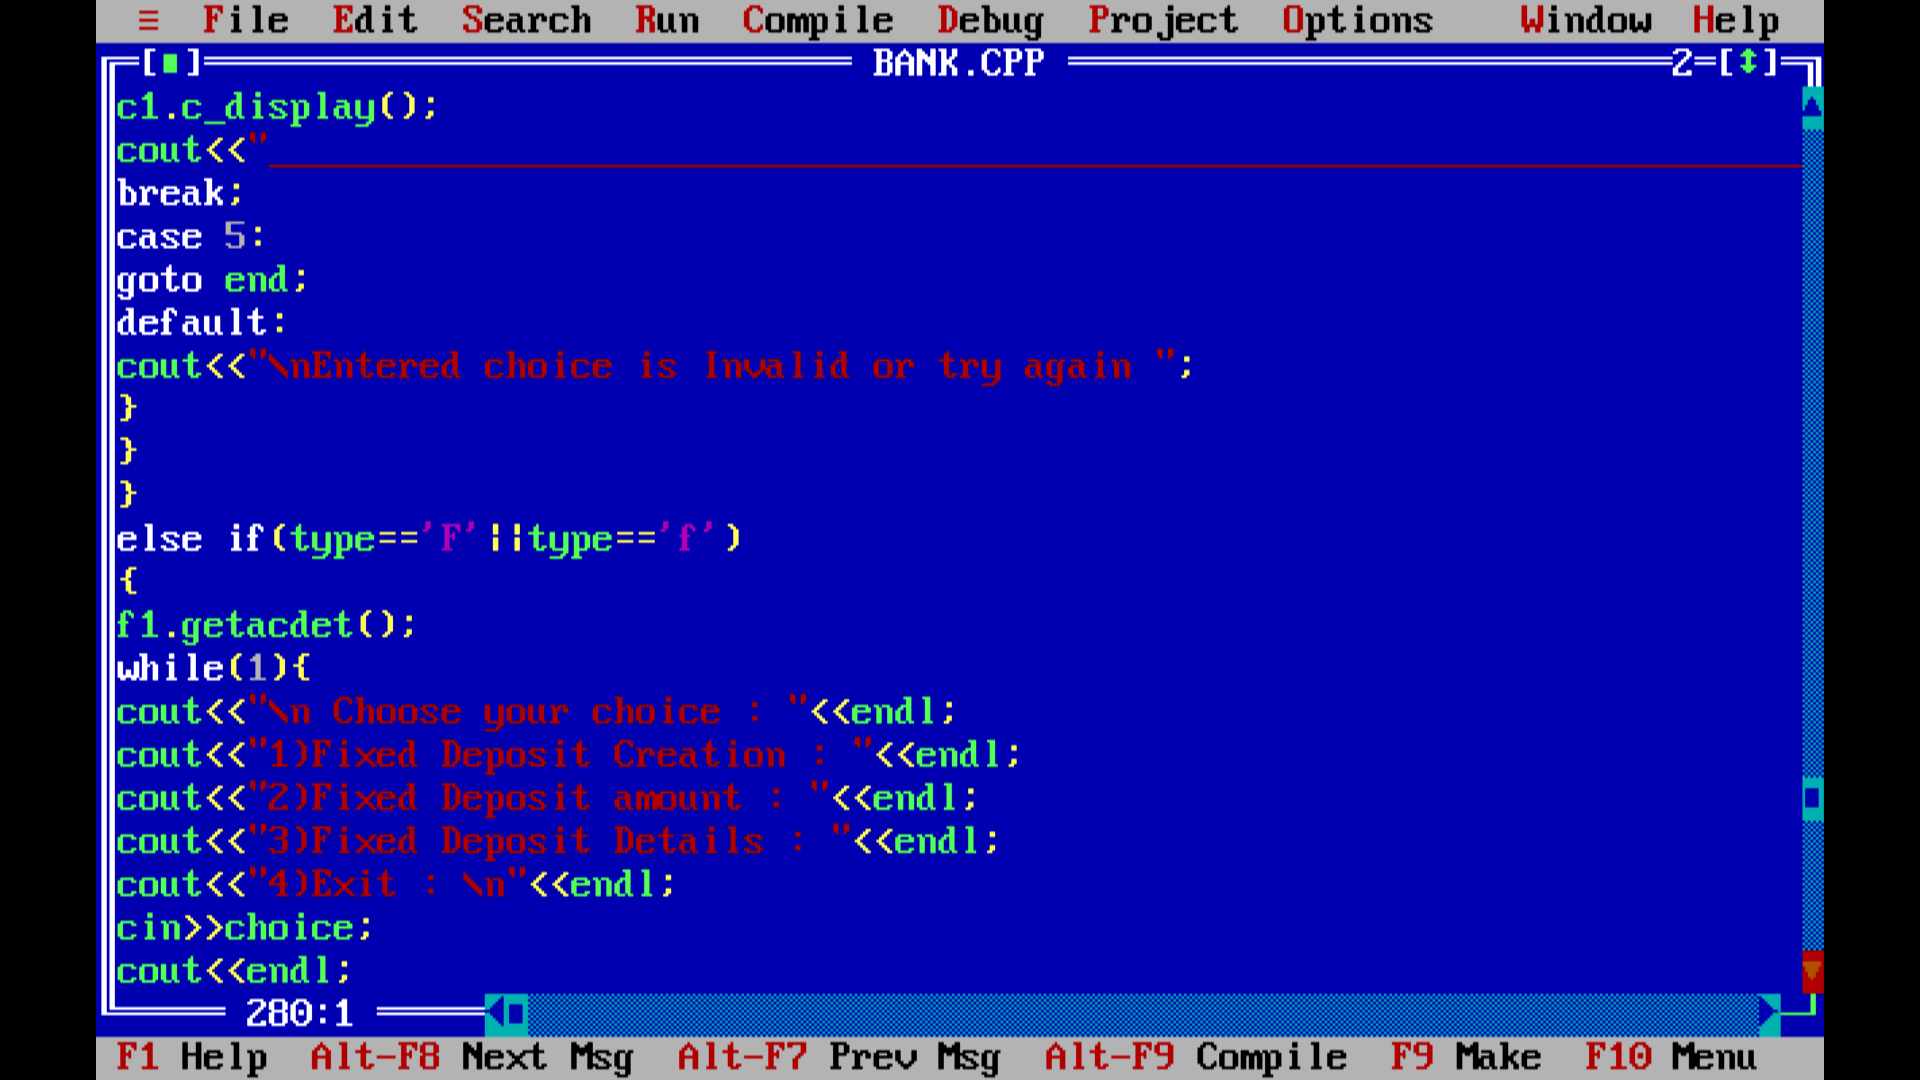 ≡ File Edit Search Run Compile Debug Project Options Window Help
[■] BANK.CPP 2=[↕]
c1.c_display();
cout<<"_______________________________________________________________________
break;
case 5:
goto end;
default:
cout<<"\nEntered choice is Invalid or try again ";
}
}
}
else if(type=='F'||type=='f')
{
f1.getacdet();
while(1){
cout<<"\n Choose your choice : "<<endl;
cout<<"1)Fixed Deposit Creation : "<<endl;
cout<<"2)Fixed Deposit amount : "<<endl;
cout<<"3)Fixed Deposit Details : "<<endl;
cout<<"4)Exit : \n"<<endl;
cin>>choice;
cout<<endl;
280:1
F1 Help Alt-F8 Next Msg Alt-F7 Prev Msg Alt-F9 Compile F9 Make F10 Menu